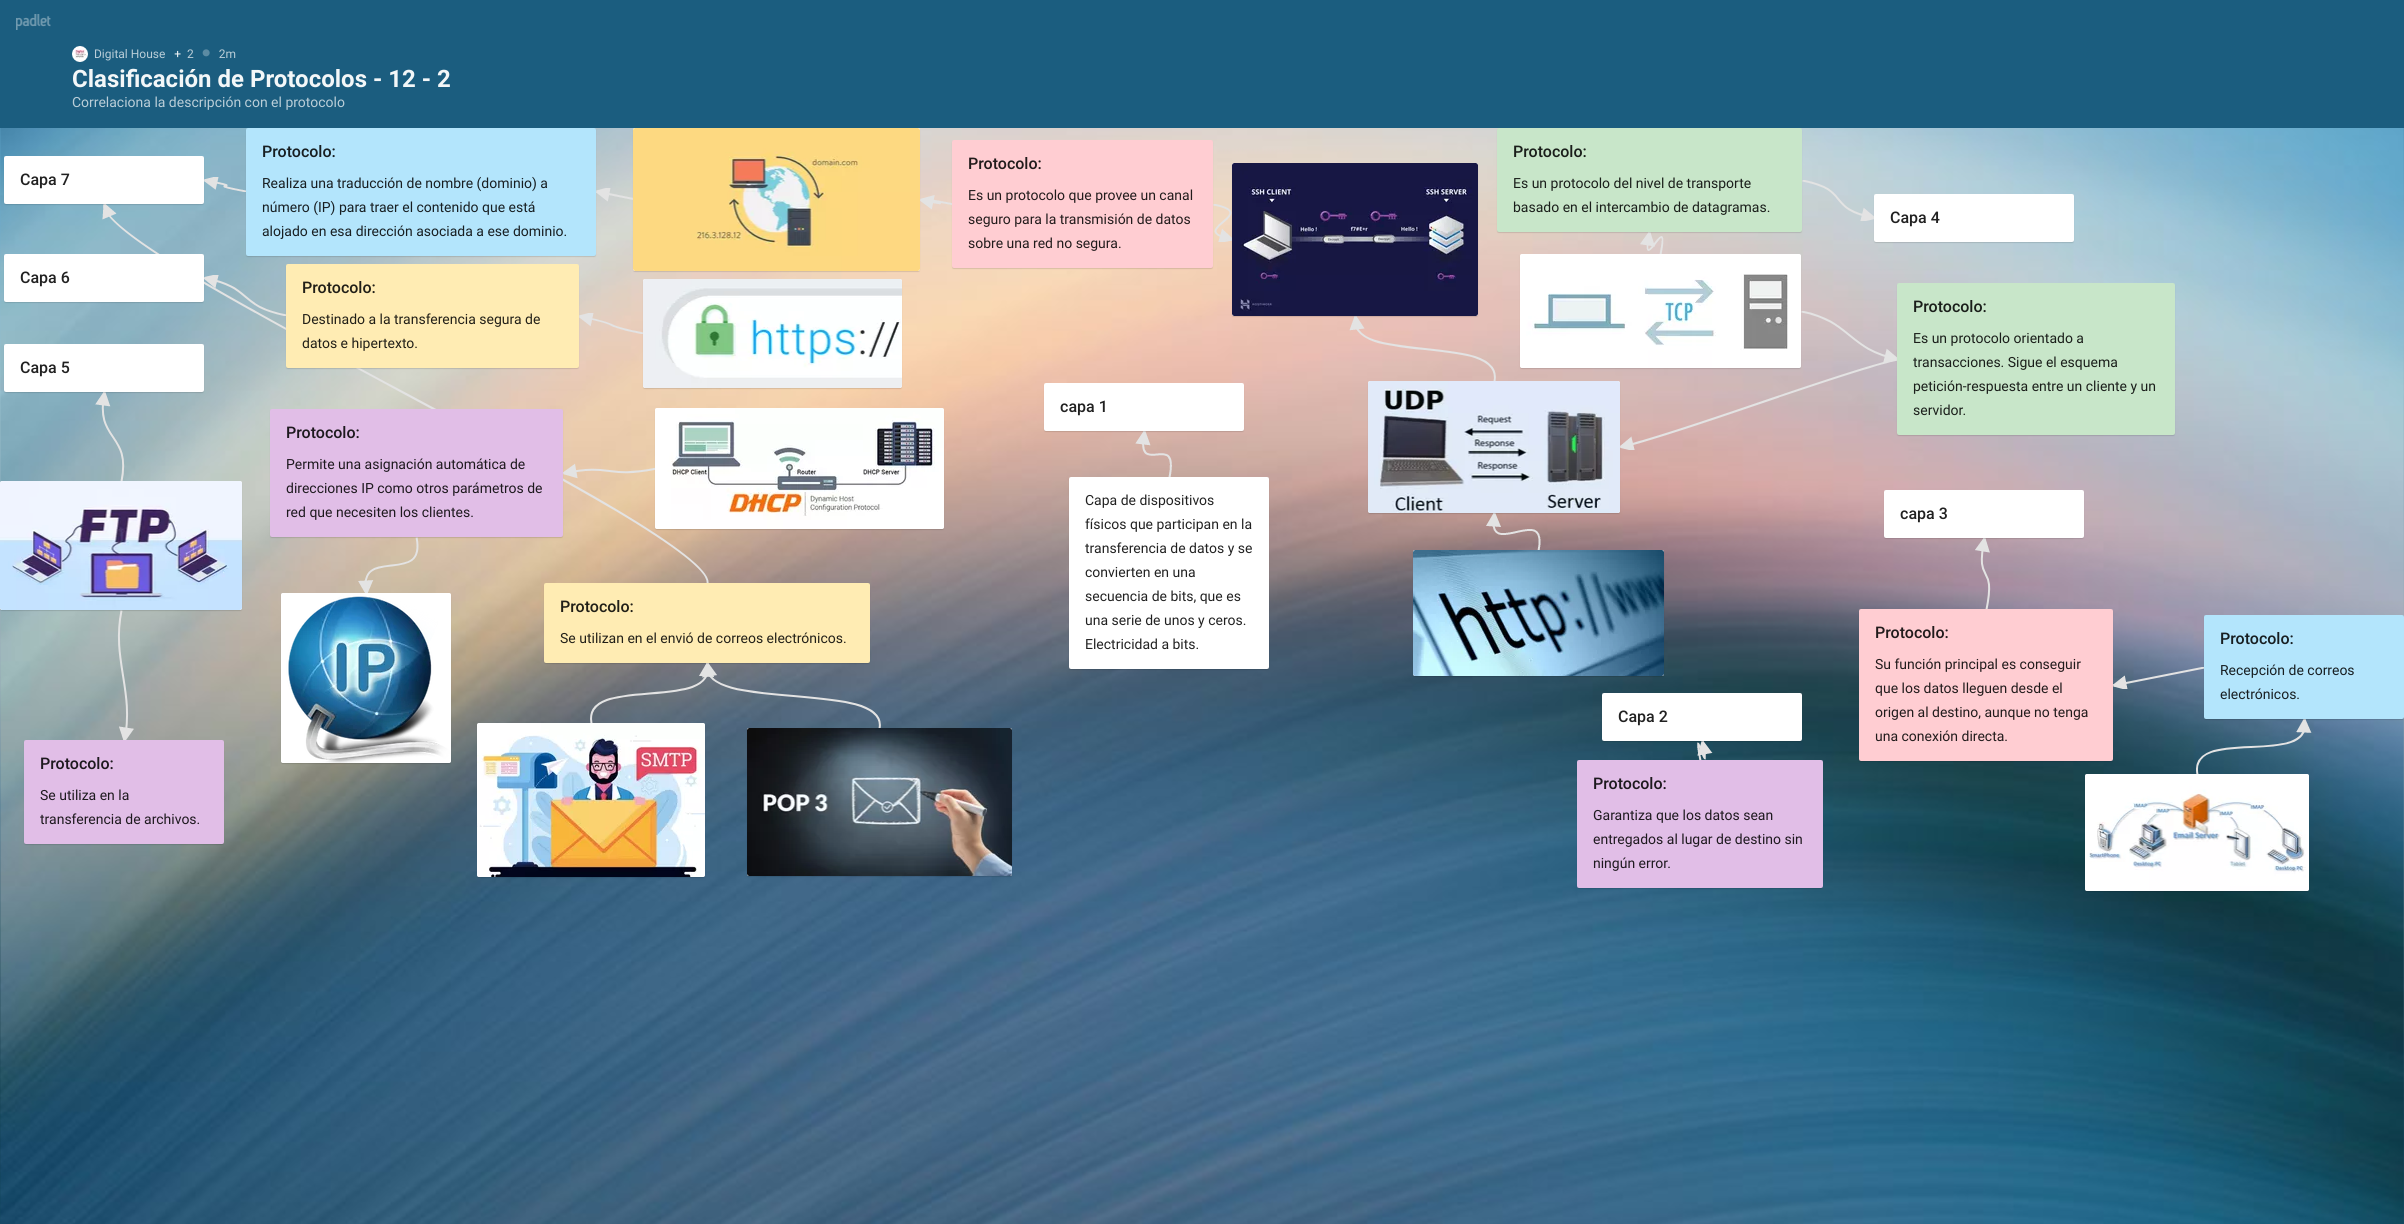 padlet
Digital House + 2 2m
Clasificación de Protocolos - 12 - 2
Correlaciona la descripción con el protocolo
Capa 7
Protocolo:
Realiza una traducción de nombre (dominio) a
número (IP) para traer el contenido que está
alojado en esa dirección asociada a ese dominio.
domain.com
216.3.128.12
Protocolo:
Es un protocolo que provee un canal
seguro para la transmisión de datos
sobre una red no segura.
SSH CLIENT
SSH SERVER
Hello !
Hello !
Protocolo:
Es un protocolo del nivel de transporte
basado en el intercambio de datagramas.
Capa 4
Capa 6
Protocolo:
Destinado a la transferencia segura de
datos e hipertexto.
https://
TCP
Protocolo:
Es un protocolo orientado a
transacciones. Sigue el esquema
petición-respuesta entre un cliente y un
servidor.
Capa 5
capa 1
UDP
Request
Response
Response
Client
Server
Protocolo:
Permite una asignación automática de
direcciones IP como otros parámetros de
red que necesiten los clientes.
DHCP Client
Router
DHCP Server
DHCP
Dynamic Host
Configuration Protocol
FTP
Capa de dispositivos
físicos que participan en la
transferencia de datos y se
convierten en una
secuencia de bits, que es
una serie de unos y ceros.
Electricidad a bits.
capa 3
http://www
IP
Protocolo:
Se utilizan en el envió de correos electrónicos.
Protocolo:
Su función principal es conseguir
que los datos lleguen desde el
origen al destino, aunque no tenga
una conexión directa.
Protocolo:
Recepción de correos
electrónicos.
Capa 2
Protocolo:
Se utiliza en la
transferencia de archivos.
SMTP
POP 3
Protocolo:
Garantiza que los datos sean
entregados al lugar de destino sin
ningún error.
IMAP
IMAP
IMAP
IMAP
Email Server
SmartPhone
Desktop PC
Desktop PC